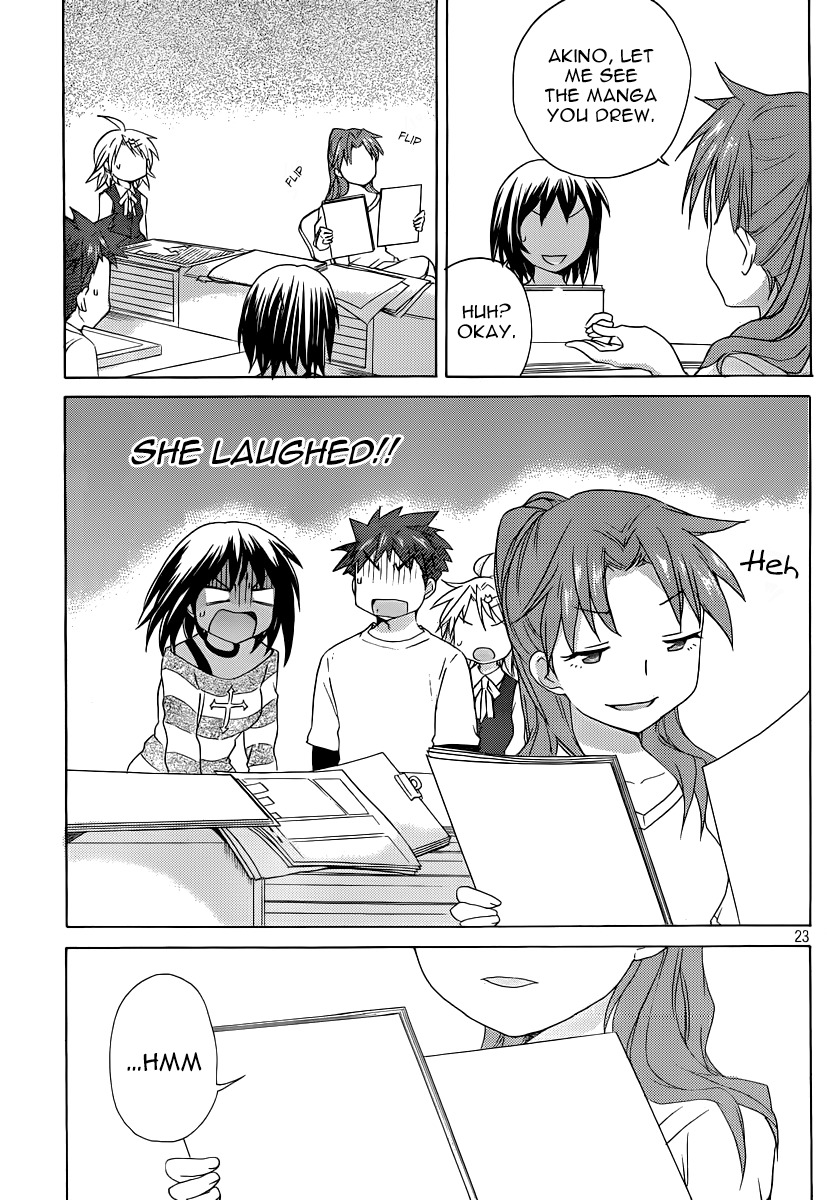 AKINO, LET
ME SEE
THE MANGA
YOU DREW.
HUH?
OKAY.
FLIP
FLIP
SHE LAUGHED!!
Heh
23
...HMM